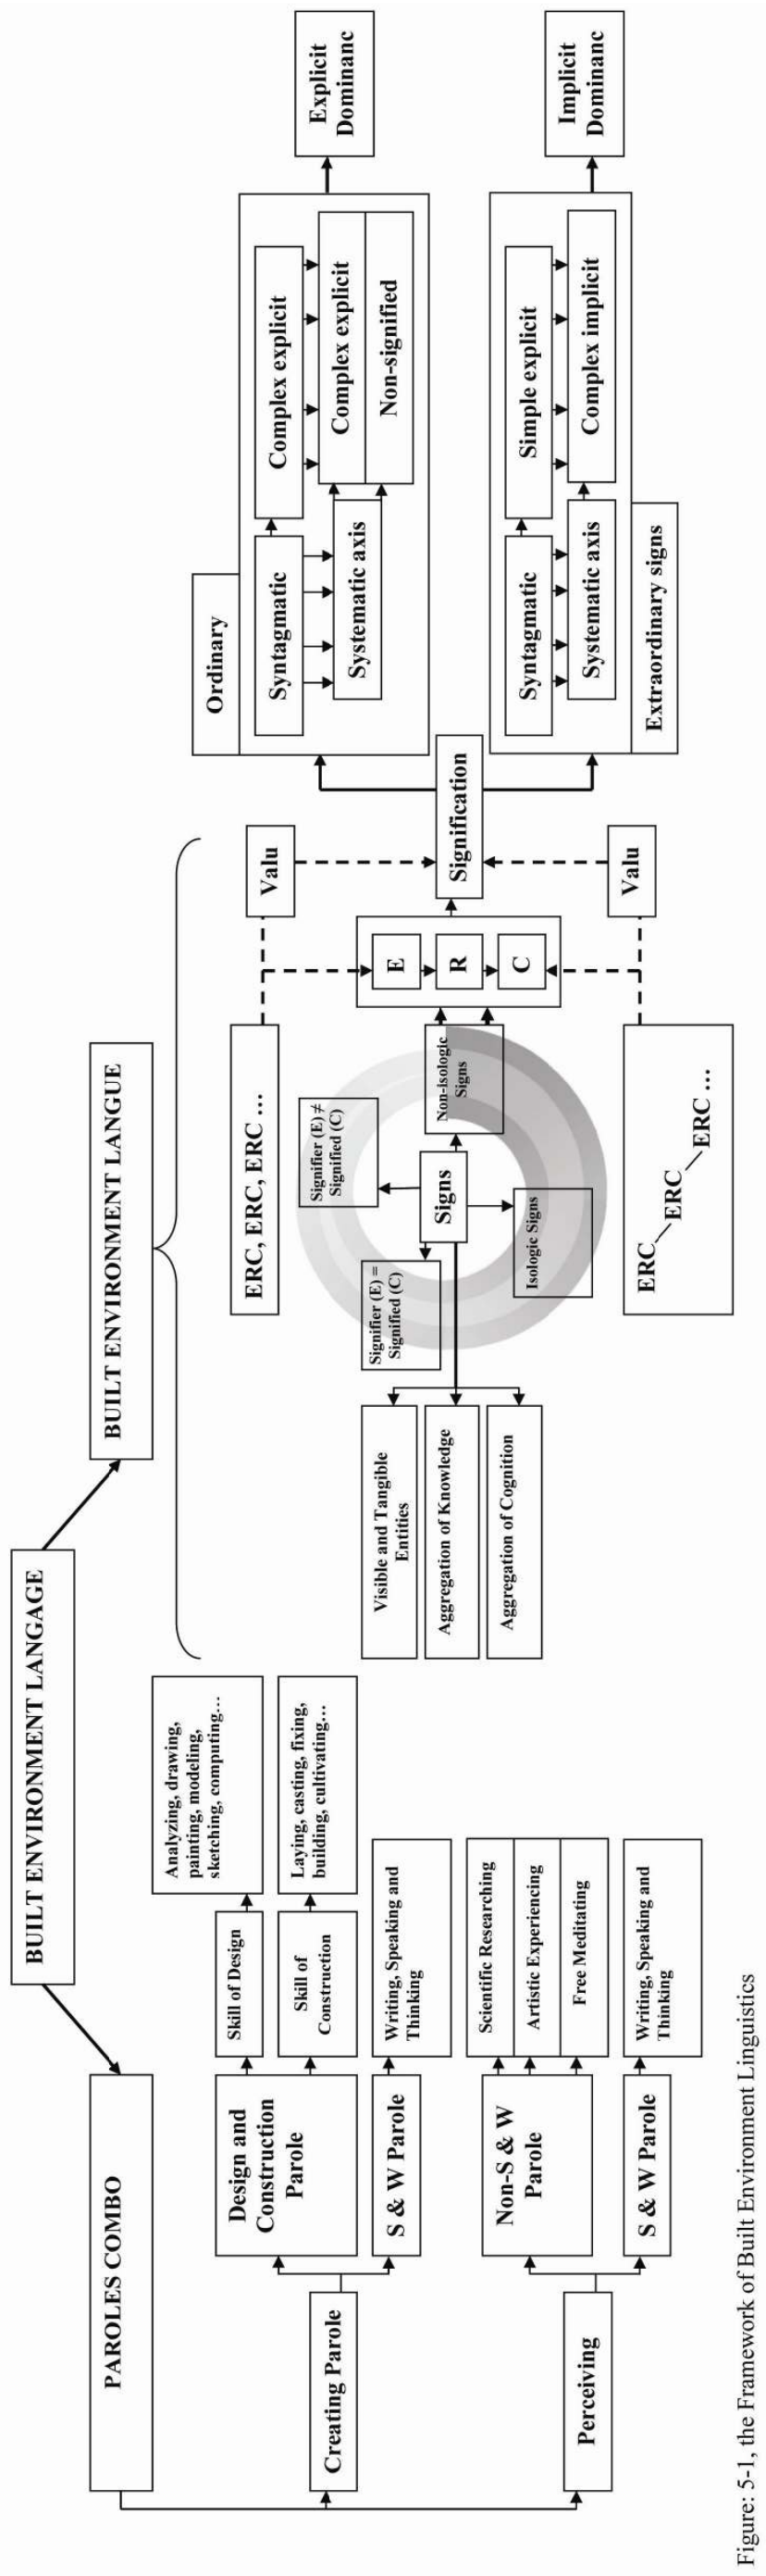 BUILT ENVIRONMENT LANGAGE
PAROLES COMBO
BUILT ENVIRONMENT LANGUE
Creating Parole
Design and
Construction
Parole
Skill of Design
Analyzing, drawing,
painting, modeling,
sketching, computing…
Skill of
Construction
Laying, casting, fixing,
building, cultivating…
S & W Parole
Writing, Speaking and
Thinking
Perceiving
Non-S & W
Parole
Scientific Researching
Artistic Experiencing
Free Meditating
S & W Parole
Writing, Speaking and
Thinking
Visible and Tangible
Entities
Aggregation of Knowledge
Aggregation of Cognition
ERC, ERC, ERC …
Signifier (E) =
Signified (C)
Signifier (E) ≠
Signified (C)
Signs
Isologic Signs
Non-isologic
Signs
ERC
ERC
ERC …
Valu
E
R
C
Valu
Signification
Ordinary
Syntagmatic
Complex explicit
Systematic axis
Complex explicit
Non-signified
Explicit
Dominanc
Syntagmatic
Simple explicit
Systematic axis
Complex implicit
Extraordinary signs
Implicit
Dominanc
Figure: 5-1, the Framework of Built Environment Linguistics